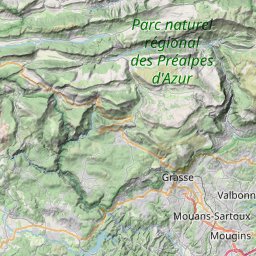 Parc naturel
régional
des Préalpes
d'Azur
Grasse
Valbonn
Mouans-Sartoux
Mougins